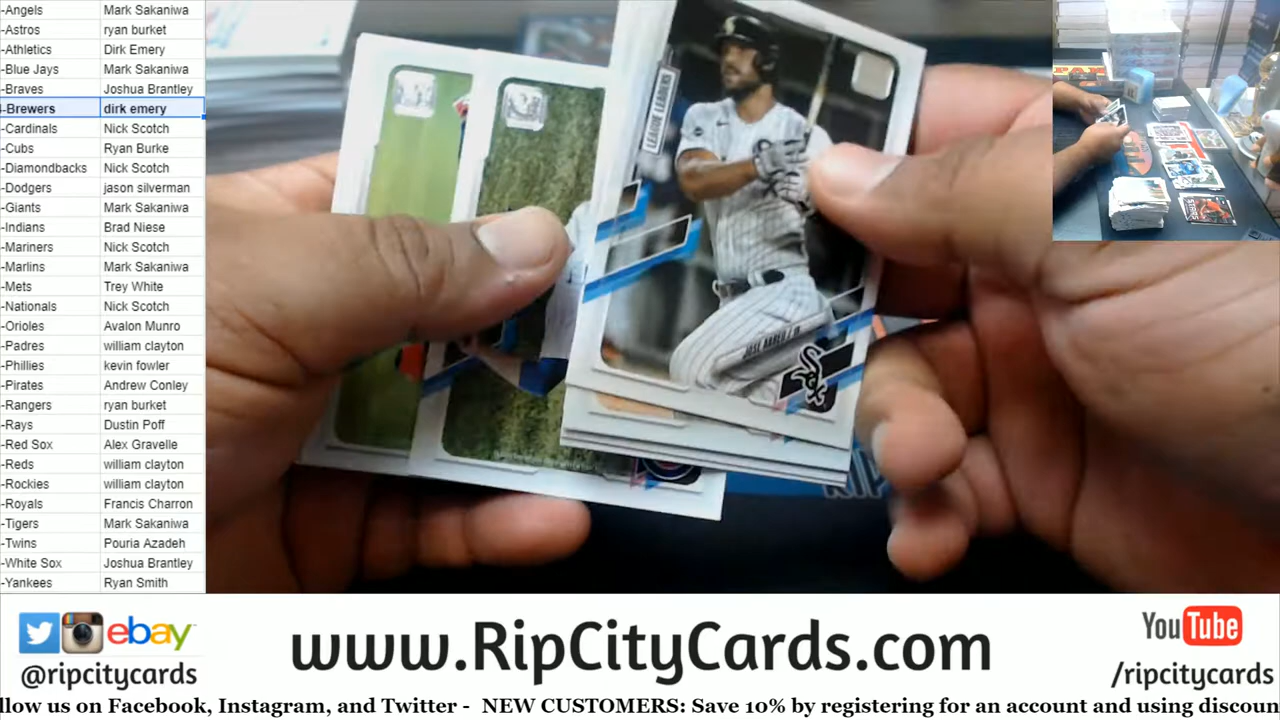 -Angels Mark Sakaniwa
-Astros ryan burket
-Athletics Dirk Emery
-Blue Jays Mark Sakaniwa
-Braves Joshua Brantley
-Brewers dirk emery
-Cardinals Nick Scotch
-Cubs Ryan Burke
-Diamondbacks Nick Scotch
-Dodgers jason silverman
-Giants Mark Sakaniwa
-Indians Brad Niese
-Mariners Nick Scotch
-Marlins Mark Sakaniwa
-Mets Trey White
-Nationals Nick Scotch
-Orioles Avalon Munro
-Padres william clayton
-Phillies kevin fowler
-Pirates Andrew Conley
-Rangers ryan burket
-Rays Dustin Poff
-Red Sox Alex Gravelle
-Reds william clayton
-Rockies william clayton
-Royals Francis Charron
-Tigers Mark Sakaniwa
-Twins Pouria Azadeh
-White Sox Joshua Brantley
-Yankees Ryan Smith
LEAGUE LEADERS
JOSE ABREU / 1B
Sox
ebay
@ripcitycards
www.RipCityCards.com
YouTube
/ripcitycards
llow us on Facebook, Instagram, and Twitter - NEW CUSTOMERS: Save 10% by registering for an account and using discoun